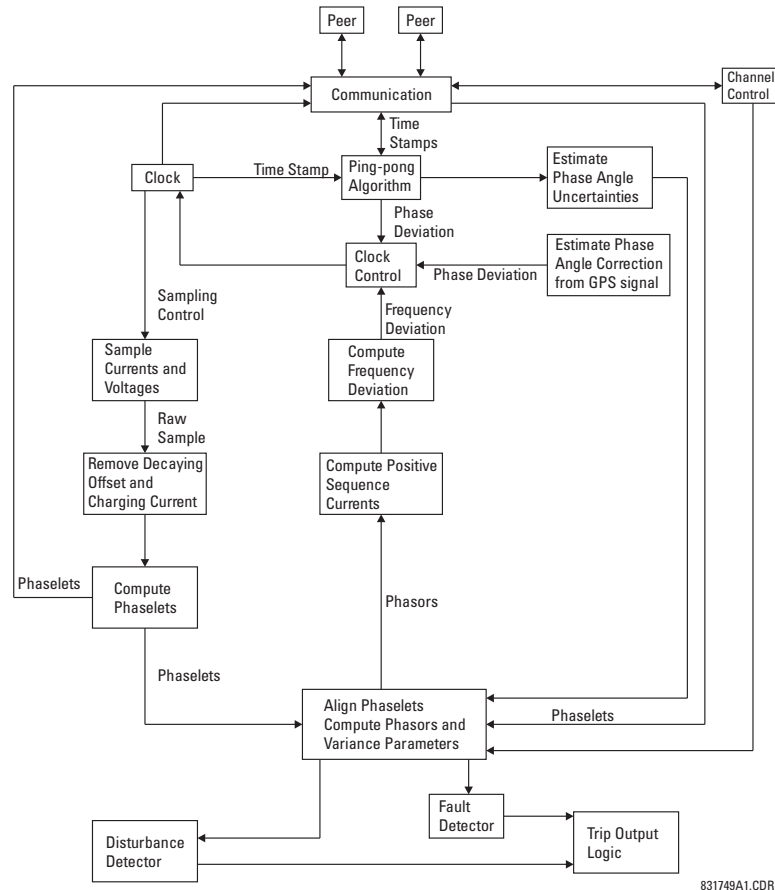 Peer
Peer
Communication
Channel
Control
Time
Stamps
Clock
Time Stamp
Ping-pong
Algorithm
Estimate
Phase Angle
Uncertainties
Phase
Deviation
Clock
Control
Phase Deviation
Estimate Phase
Angle Correction
from GPS signal
Sampling
Control
Frequency
Deviation
Sample
Currents and
Voltages
Compute
Frequency
Deviation
Raw
Sample
Remove Decaying
Offset and
Charging Current
Compute Positive
Sequence
Currents
Phaselets
Compute
Phaselets
Phasors
Phaselets
Align Phaselets
Compute Phasors and
Variance Parameters
Phaselets
Fault
Detector
Disturbance
Detector
Trip Output
Logic
831749A1.CDR